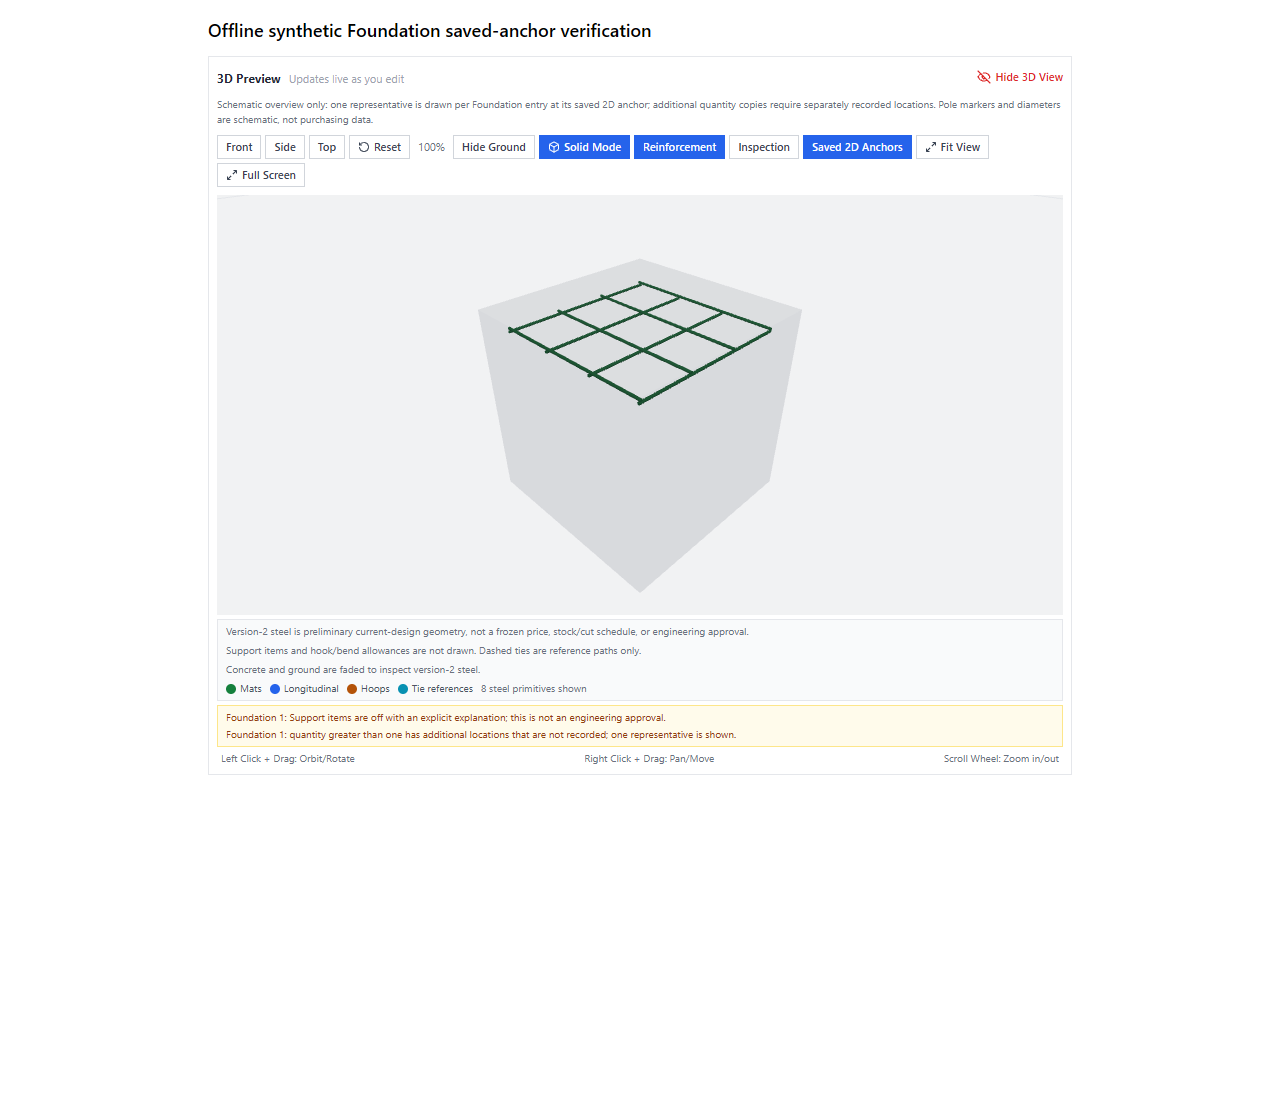 Offline synthetic Foundation saved-anchor verification
3D Preview Updates live as you edit
Hide 3D View
Schematic overview only: one representative is drawn per Foundation entry at its saved 2D anchor; additional quantity copies require separately recorded locations. Pole markers and diameters
are schematic, not purchasing data.
Front Side Top Reset 100% Hide Ground Solid Mode Reinforcement Inspection Saved 2D Anchors Fit View
Full Screen
Version-2 steel is preliminary current-design geometry, not a frozen price, stock/cut schedule, or engineering approval.
Support items and hook/bend allowances are not drawn. Dashed ties are reference paths only.
Concrete and ground are faded to inspect version-2 steel.
Mats Longitudinal Hoops Tie references 8 steel primitives shown
Foundation 1: Support items are off with an explicit explanation; this is not an engineering approval.
Foundation 1: quantity greater than one has additional locations that are not recorded; one representative is shown.
Left Click + Drag: Orbit/Rotate Right Click + Drag: Pan/Move Scroll Wheel: Zoom in/out